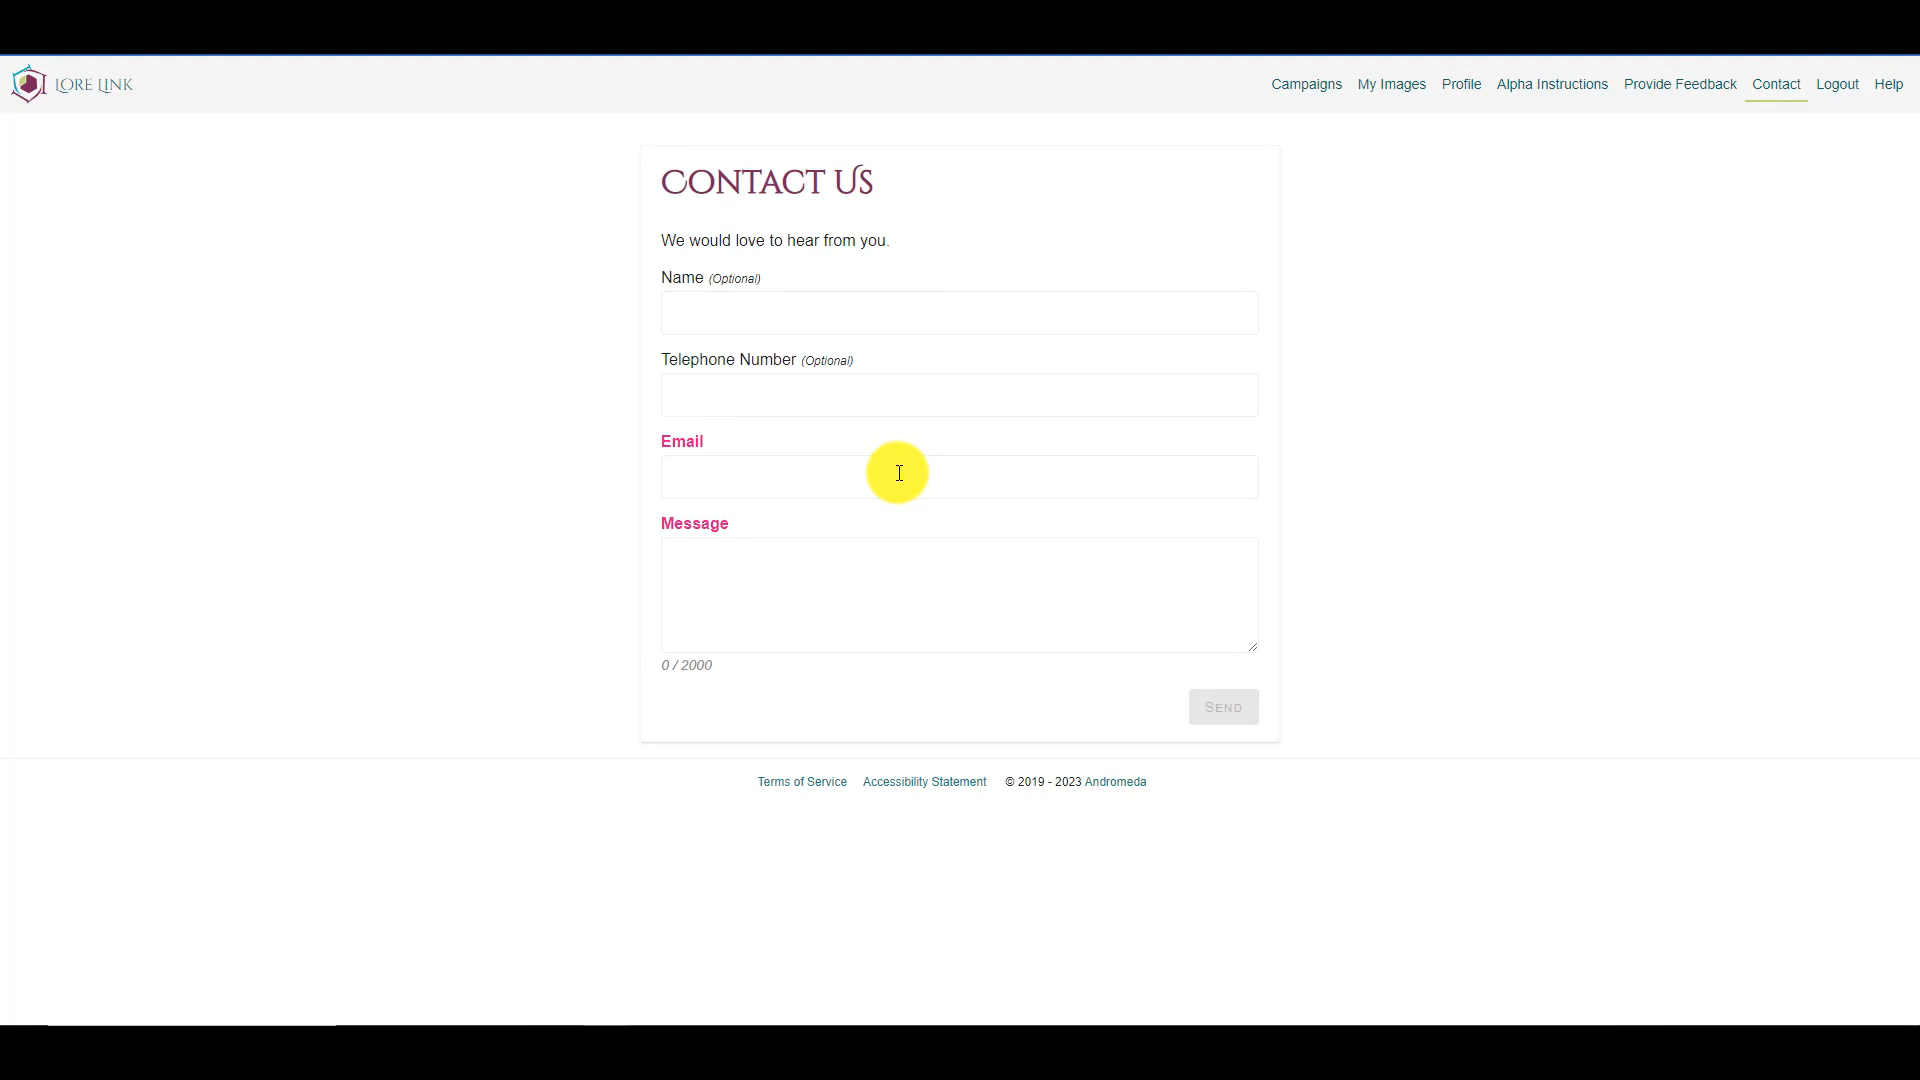 LORE LINK
Campaigns My Images Profile Alpha Instructions Provide Feedback Contact Logout Help
CONTACT US
We would love to hear from you.
Name (Optional)
Telephone Number (Optional)
Email
Message
0 / 2000
SEND
Terms of Service Accessibility Statement © 2019 - 2023 Andromeda